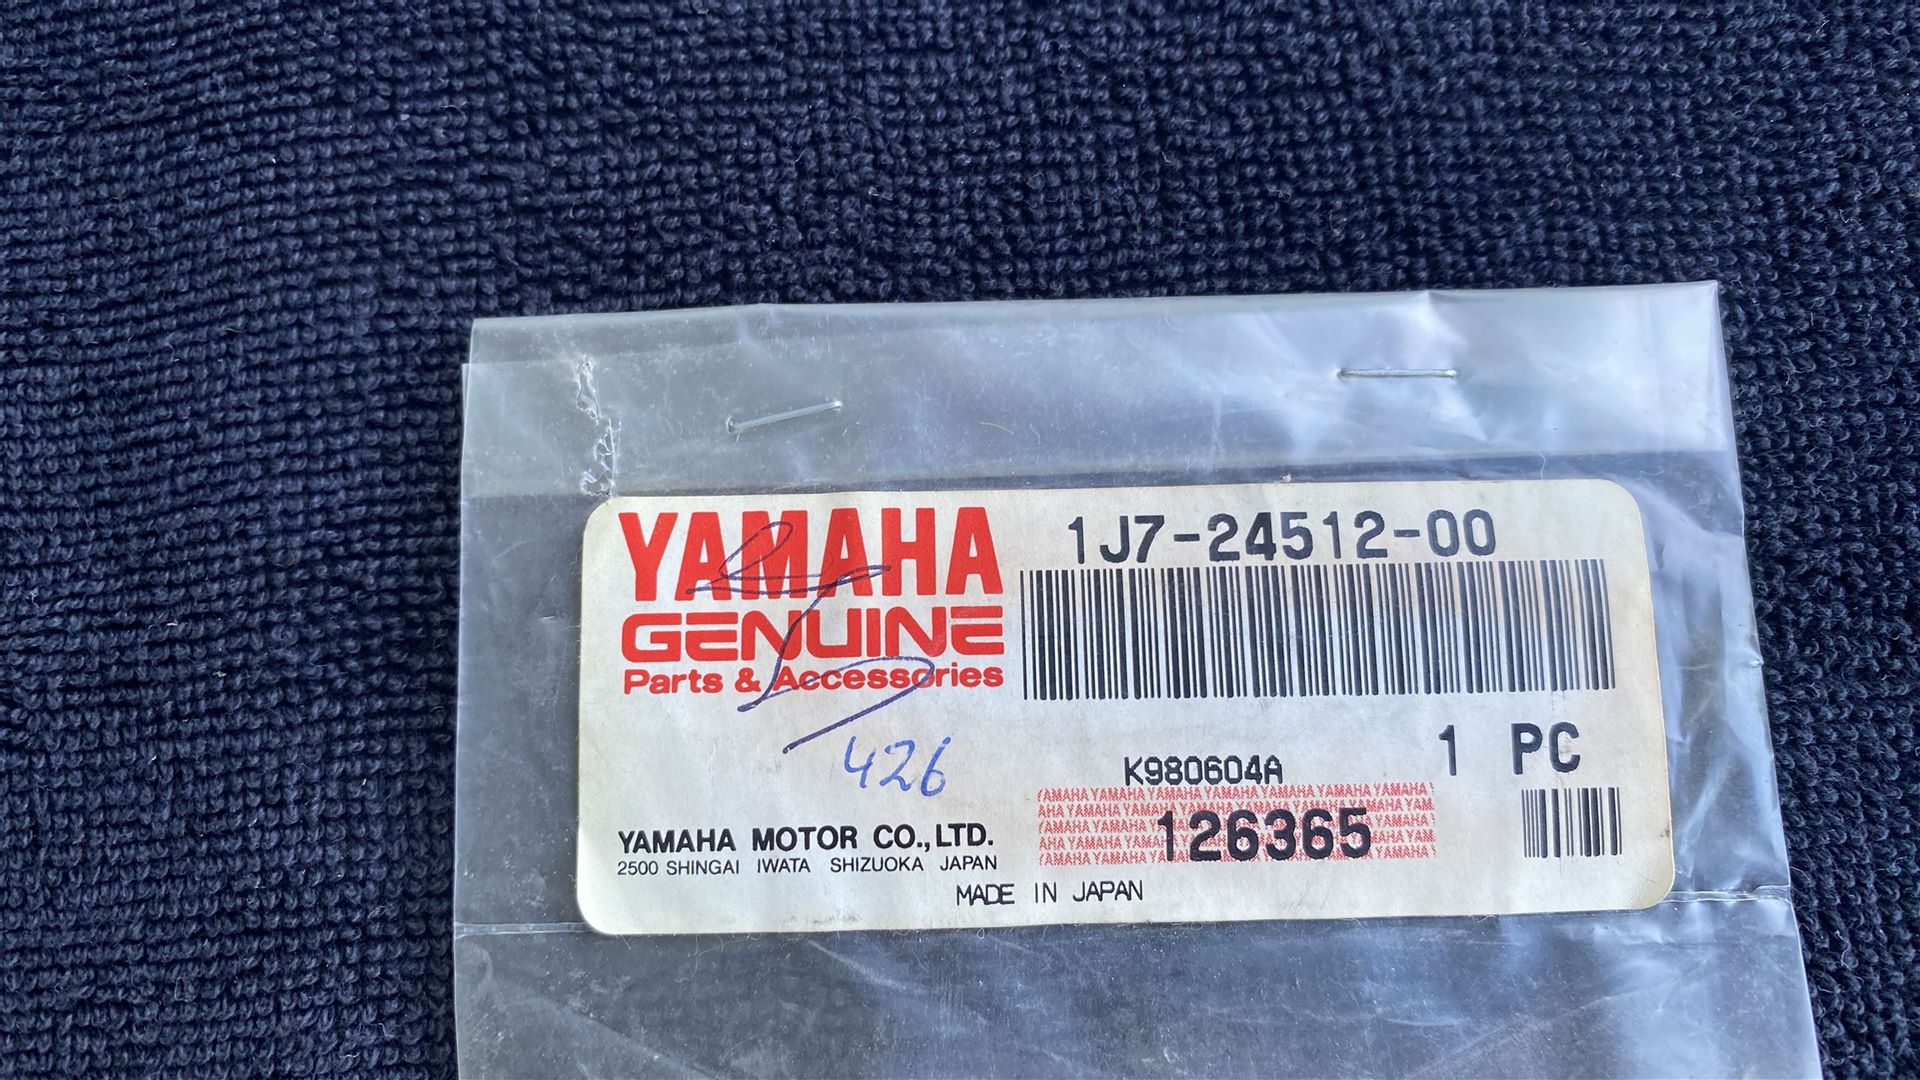 YAMAHA
GENUINE
Parts & Accessories
1J7-24512-00
426
1 PC
K980604A
126365
YAMAHA MOTOR CO., LTD.
2500 SHINGAI IWATA SHIZUOKA JAPAN
MADE IN JAPAN